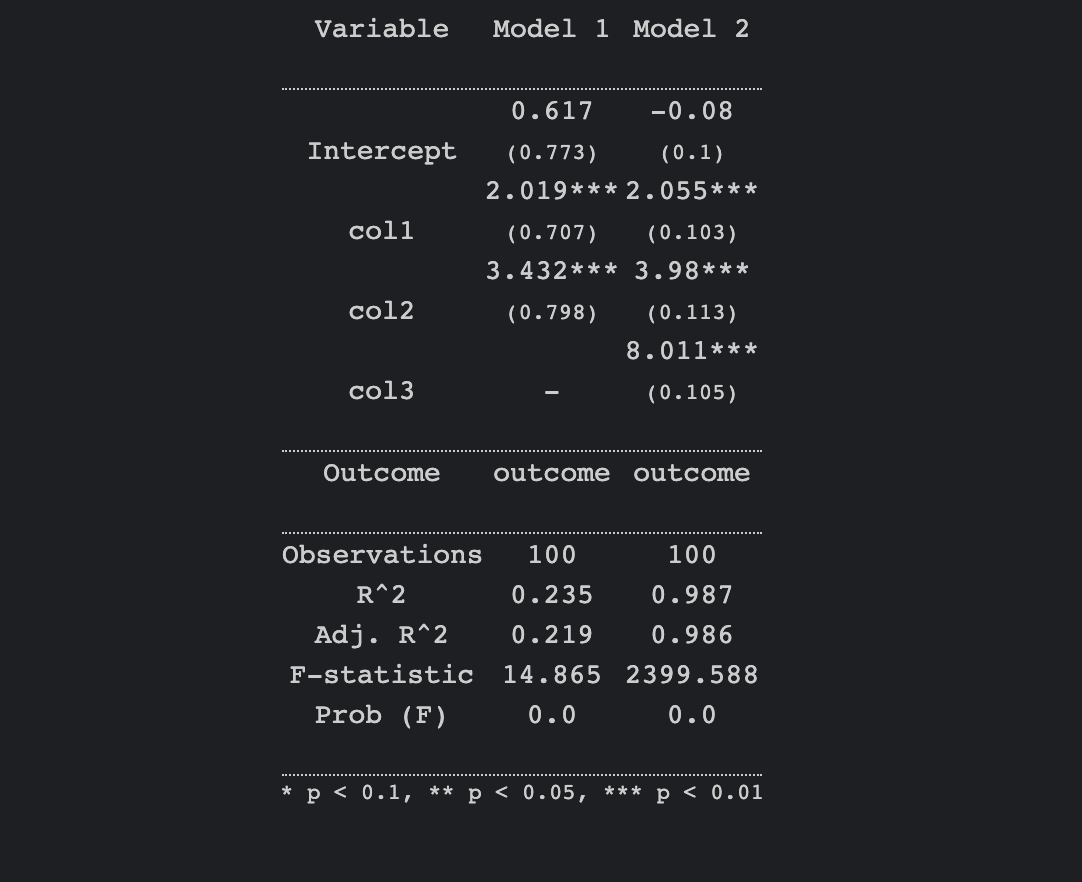 Variable Model 1 Model 2
0.617 -0.08
Intercept (0.773) (0.1)
2.019*** 2.055***
col1 (0.707) (0.103)
3.432*** 3.98***
col2 (0.798) (0.113)
8.011***
col3 - (0.105)
Outcome outcome outcome
Observations 100 100
R^2 0.235 0.987
Adj. R^2 0.219 0.986
F-statistic 14.865 2399.588
Prob (F) 0.0 0.0
* p < 0.1, ** p < 0.05, *** p < 0.01